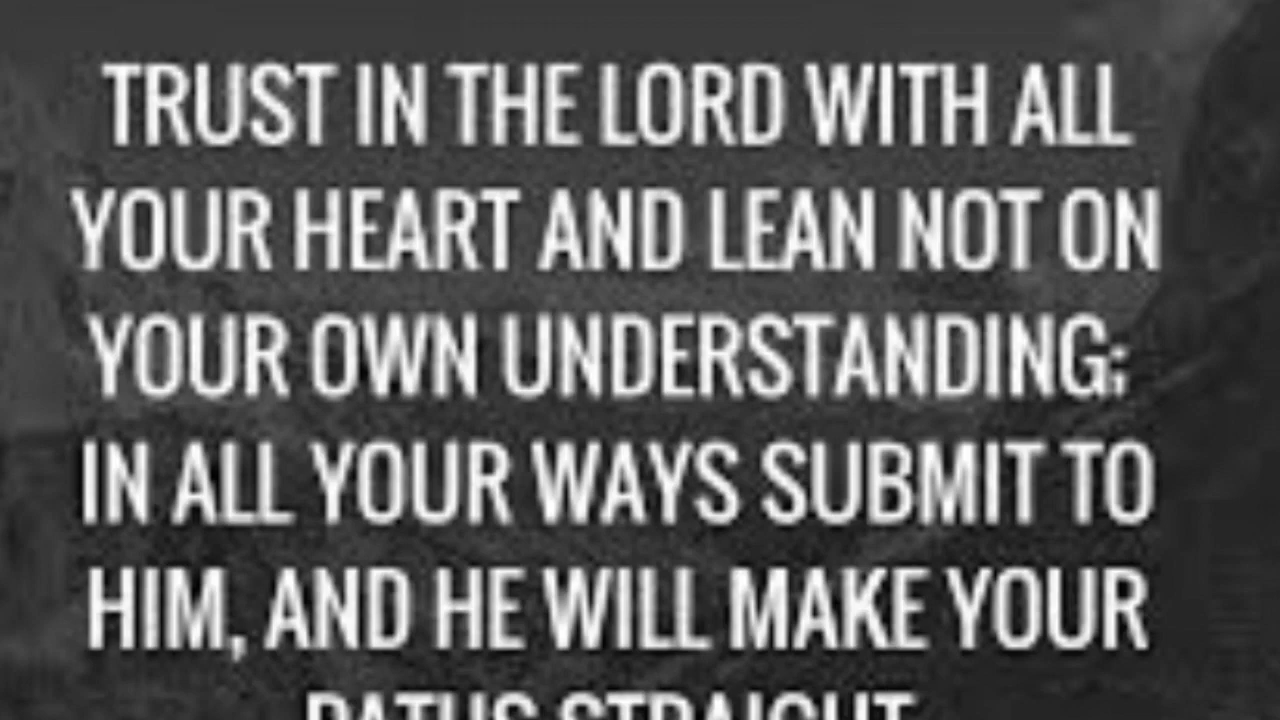 TRUST IN THE LORD WITH ALL
YOUR HEART AND LEAN NOT ON
YOUR OWN UNDERSTANDING;
IN ALL YOUR WAYS SUBMIT TO
HIM, AND HE WILL MAKE YOUR
PATHS STRAIGHT